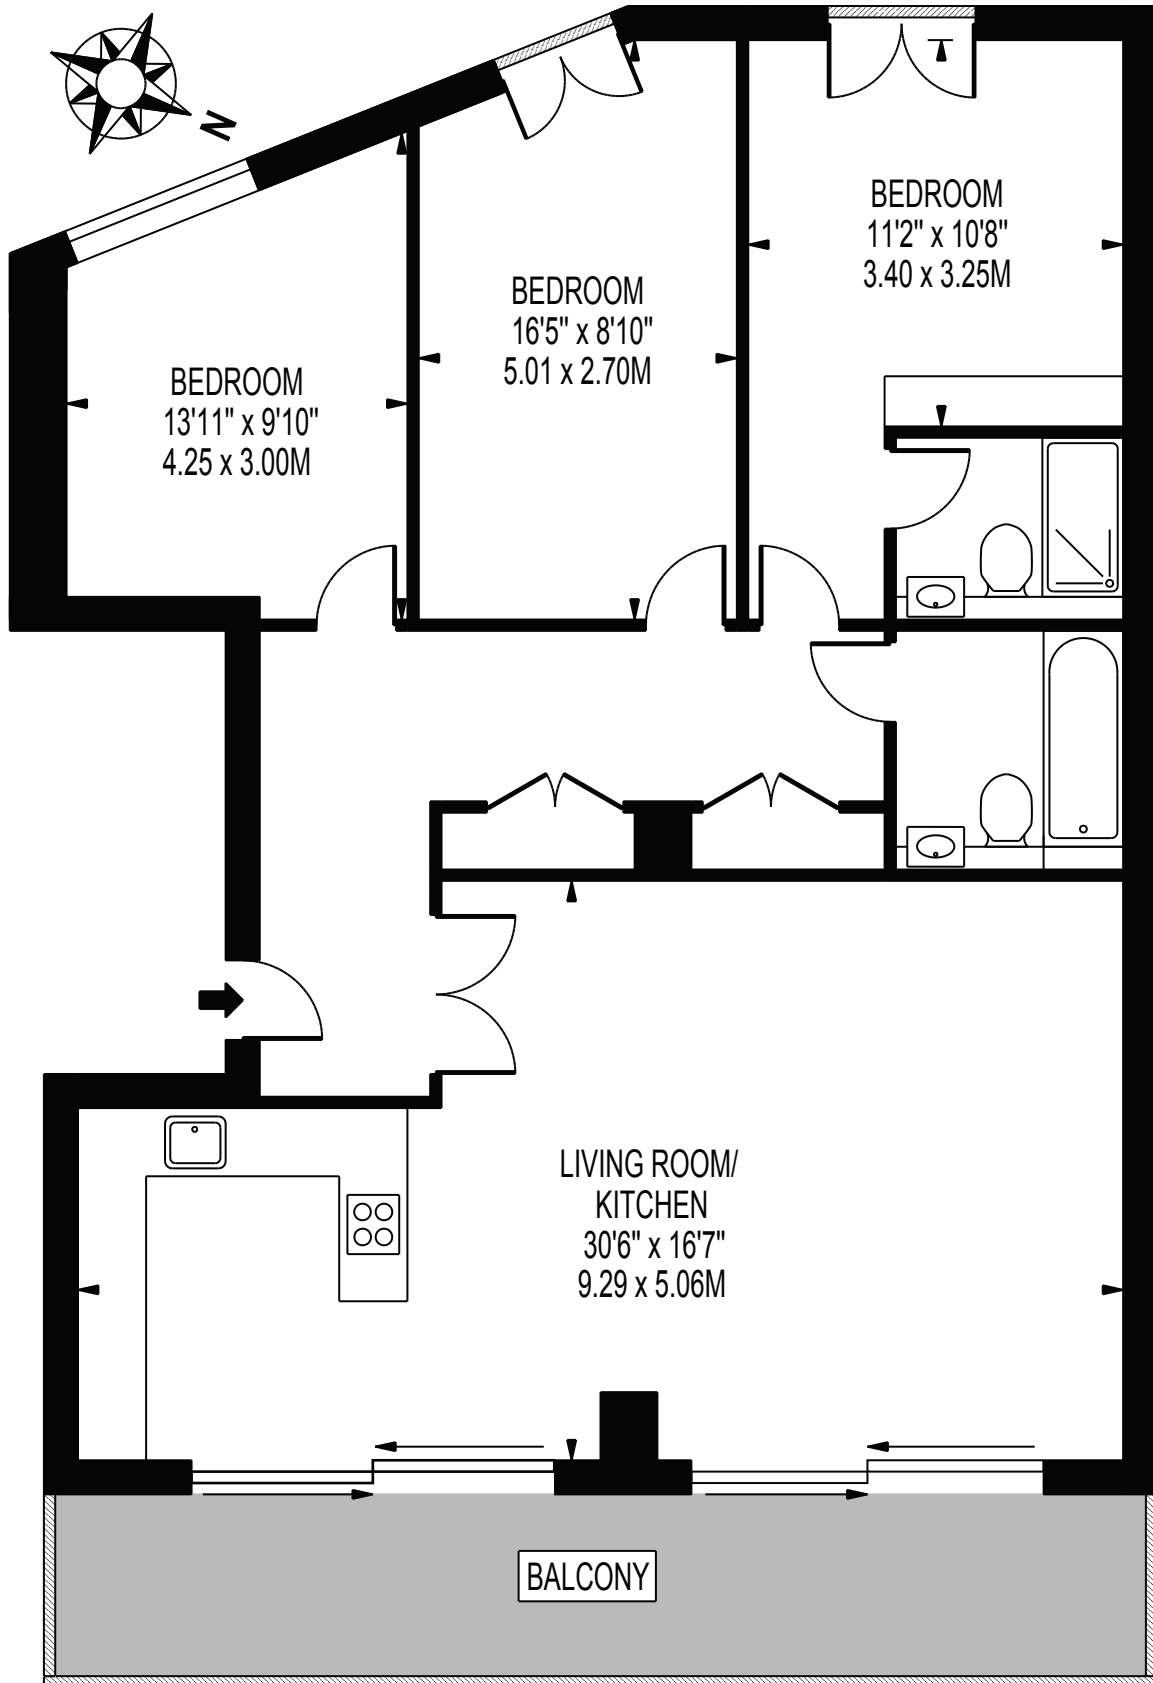 N
BEDROOM
11'2" x 10'8"
3.40 x 3.25M
BEDROOM
16'5" x 8'10"
5.01 x 2.70M
BEDROOM
13'11" x 9'10"
4.25 x 3.00M
LIVING ROOM/
KITCHEN
30'6" x 16'7"
9.29 x 5.06M
BALCONY